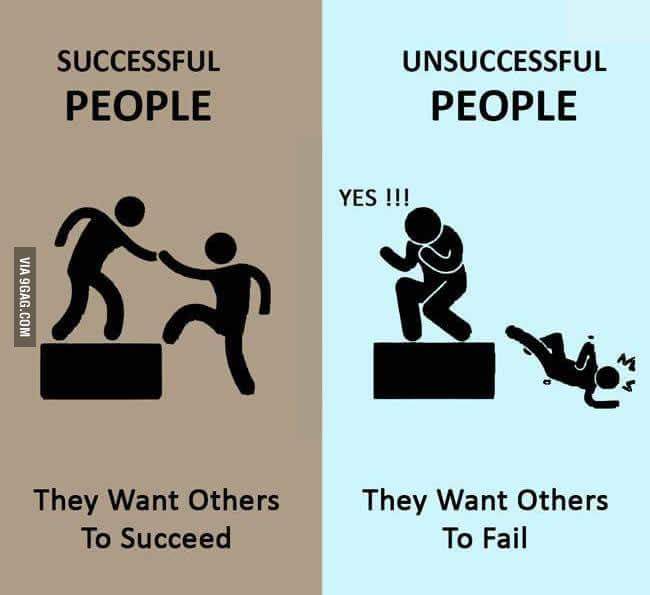 SUCCESSFUL
PEOPLE
They Want Others
To Succeed
UNSUCCESSFUL
PEOPLE
YES !!!
They Want Others
To Fail
VIA 9GAG.COM